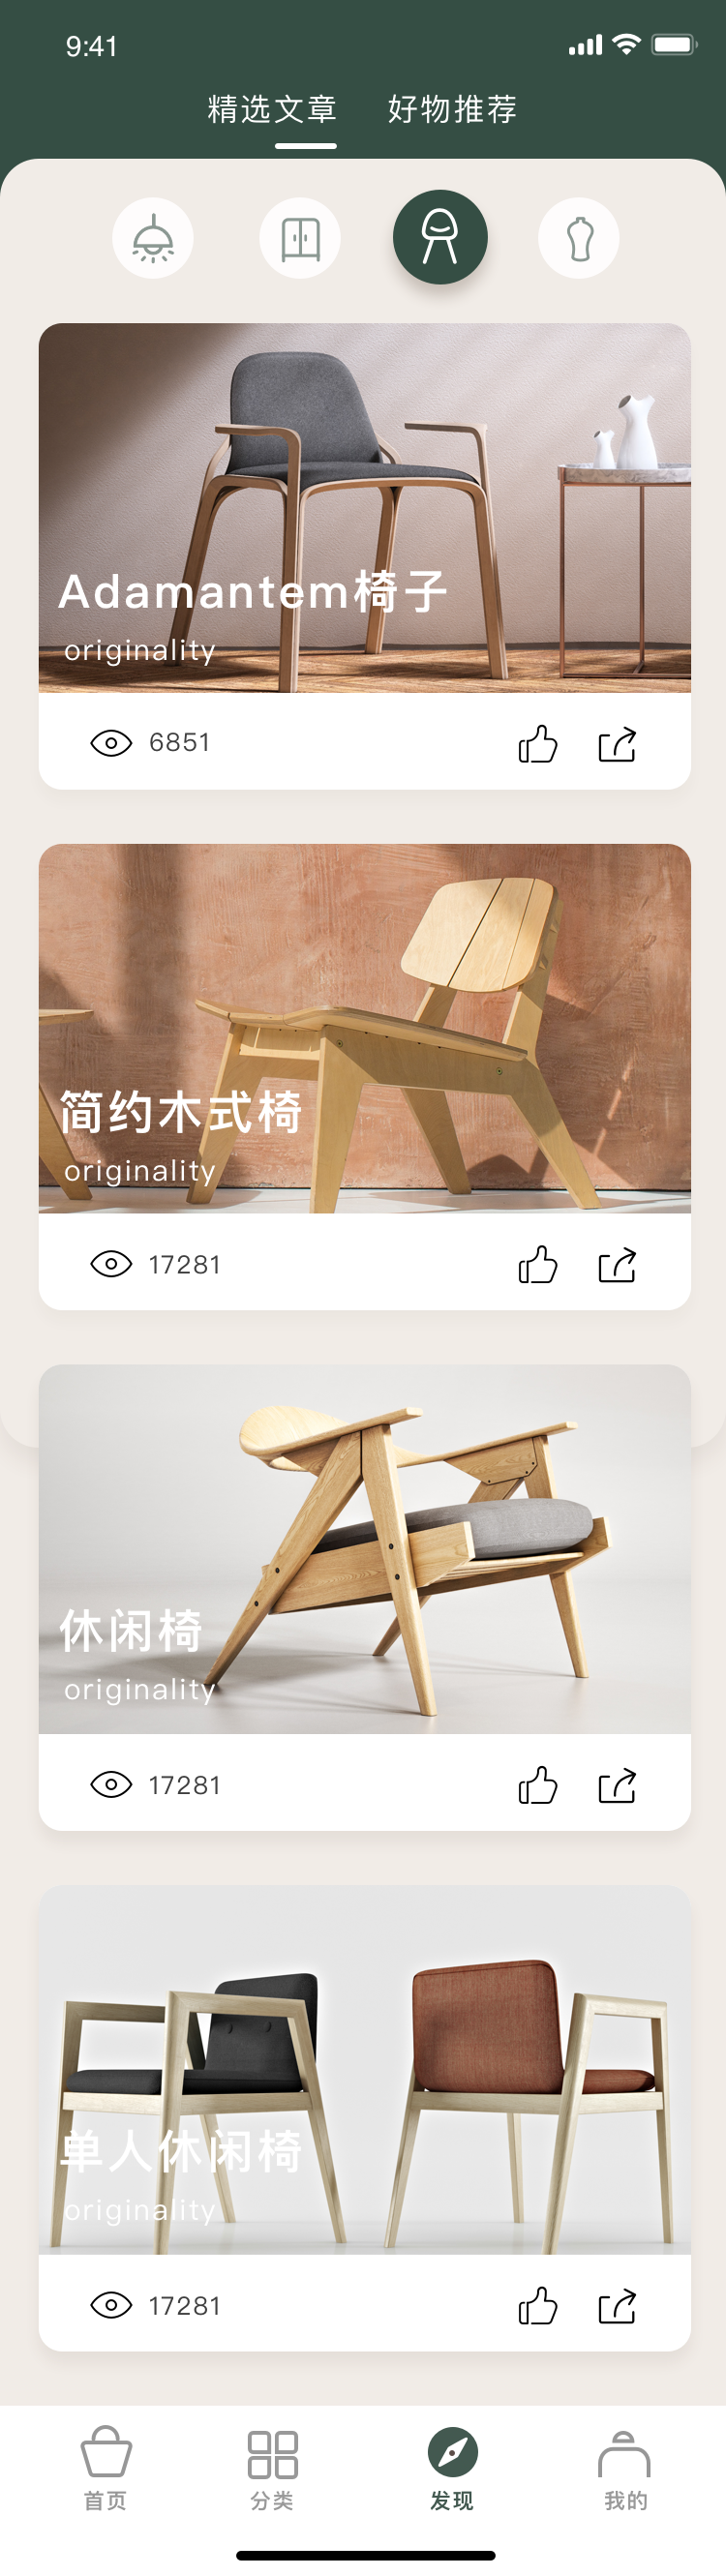 9:41
精选文章 好物推荐
Adamantem椅子
originality
6851
简约木式椅
originality
17281
休闲椅
originality
17281
单人休闲椅
originality
17281
首页 分类 发现 我的